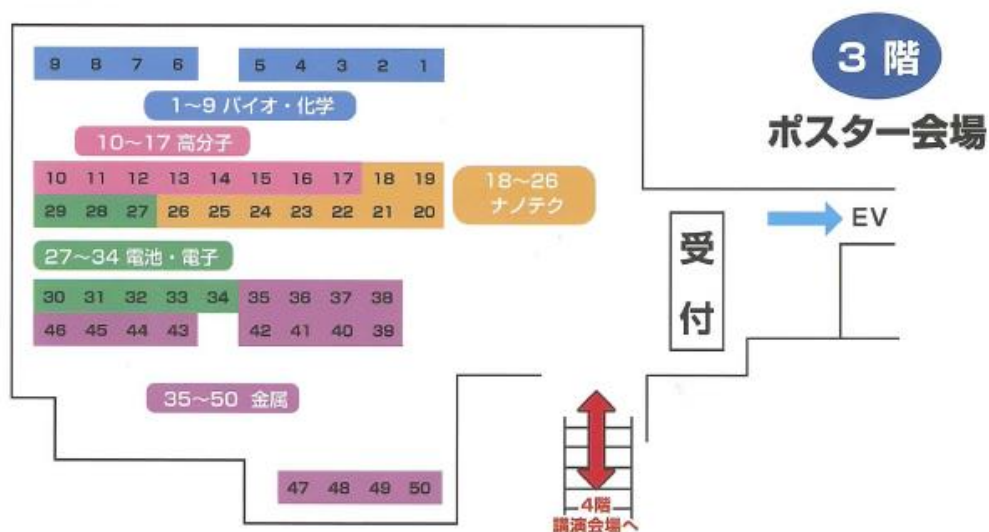 3 階
ポスター会場
9 8 7 6 5 4 3 2 1
1〜9 バイオ・化学
10〜17 高分子
10 11 12 13 14 15 16 17 18 19
29 28 27 26 25 24 23 22 21 20
18〜26
ナノテク
27〜34 電池・電子
30 31 32 33 34 35 36 37 38
46 45 44 43 42 41 40 39
35〜50 金属
47 48 49 50
受付
EV
4階
講演会場へ